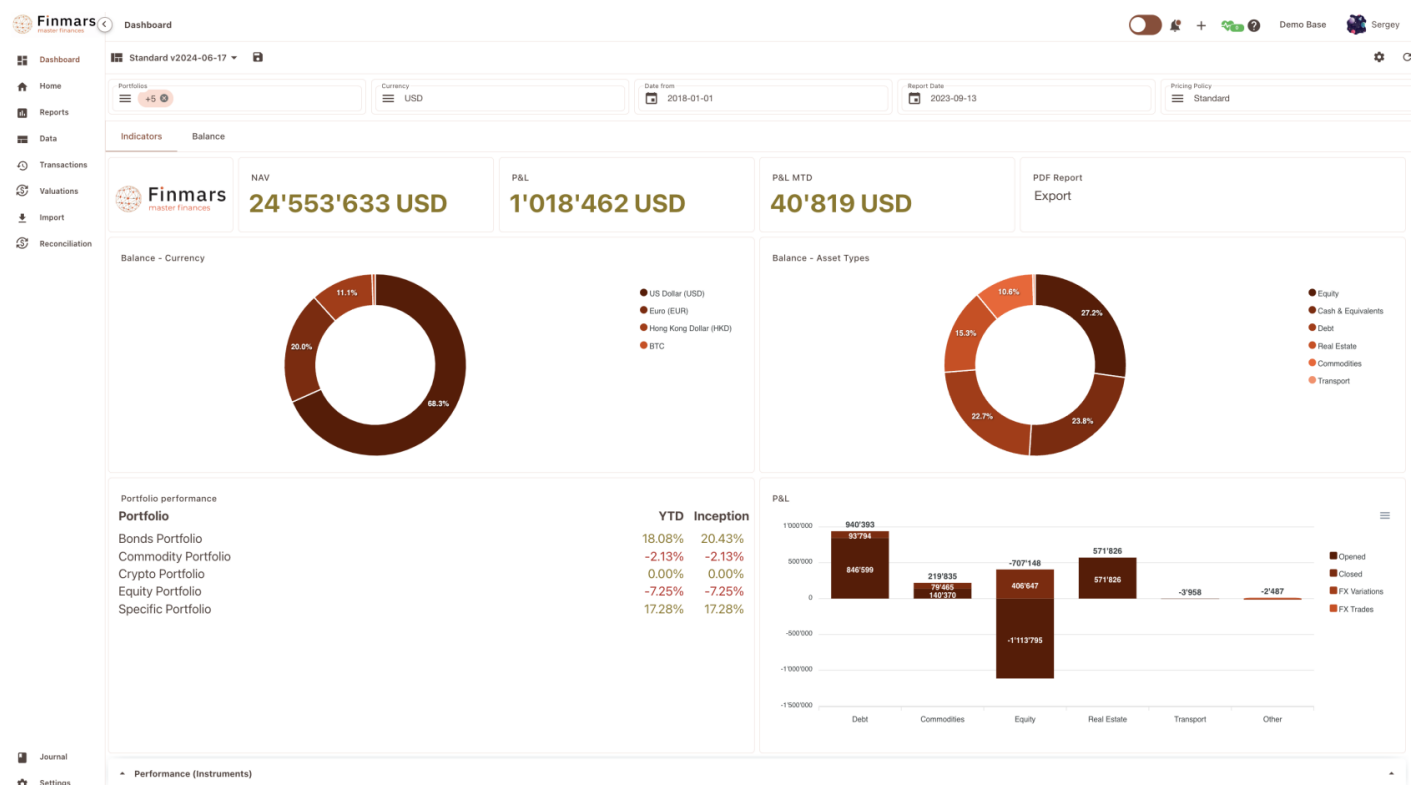 Finmars
master finances
Dashboard
Demo Base
Sergey
Dashboard
Home
Reports
Data
Transactions
Valuations
Import
Reconciliation
Journal
Settings
Standard v2024-06-17
Portfolios
+5
Currency
USD
Date from
2018-01-01
Report Date
2023-09-13
Pricing Policy
Standard
Indicators
Balance
Finmars
master finances
NAV
24'553'633 USD
P&L
1'018'462 USD
P&L MTD
40'819 USD
PDF Report
Export
Balance - Currency
11.1%
20.0%
68.3%
US Dollar (USD)
Euro (EUR)
Hong Kong Dollar (HKD)
BTC
Balance - Asset Types
10.6%
27.2%
15.3%
22.7%
23.8%
Equity
Cash & Equivalents
Debt
Real Estate
Commodities
Transport
Portfolio performance
Portfolio YTD Inception
Bonds Portfolio 18.08% 20.43%
Commodity Portfolio -2.13% -2.13%
Crypto Portfolio 0.00% 0.00%
Equity Portfolio -7.25% -7.25%
Specific Portfolio 17.28% 17.28%
P&L
1'000'000
500'000
0
-500'000
-1'000'000
-1'500'000
940'393
93'794
846'599
219'835
79'465
140'370
-707'148
406'647
-1'113'795
571'826
571'826
-3'958
-2'487
Debt
Commodities
Equity
Real Estate
Transport
Other
Opened
Closed
FX Variations
FX Trades
Performance (Instruments)